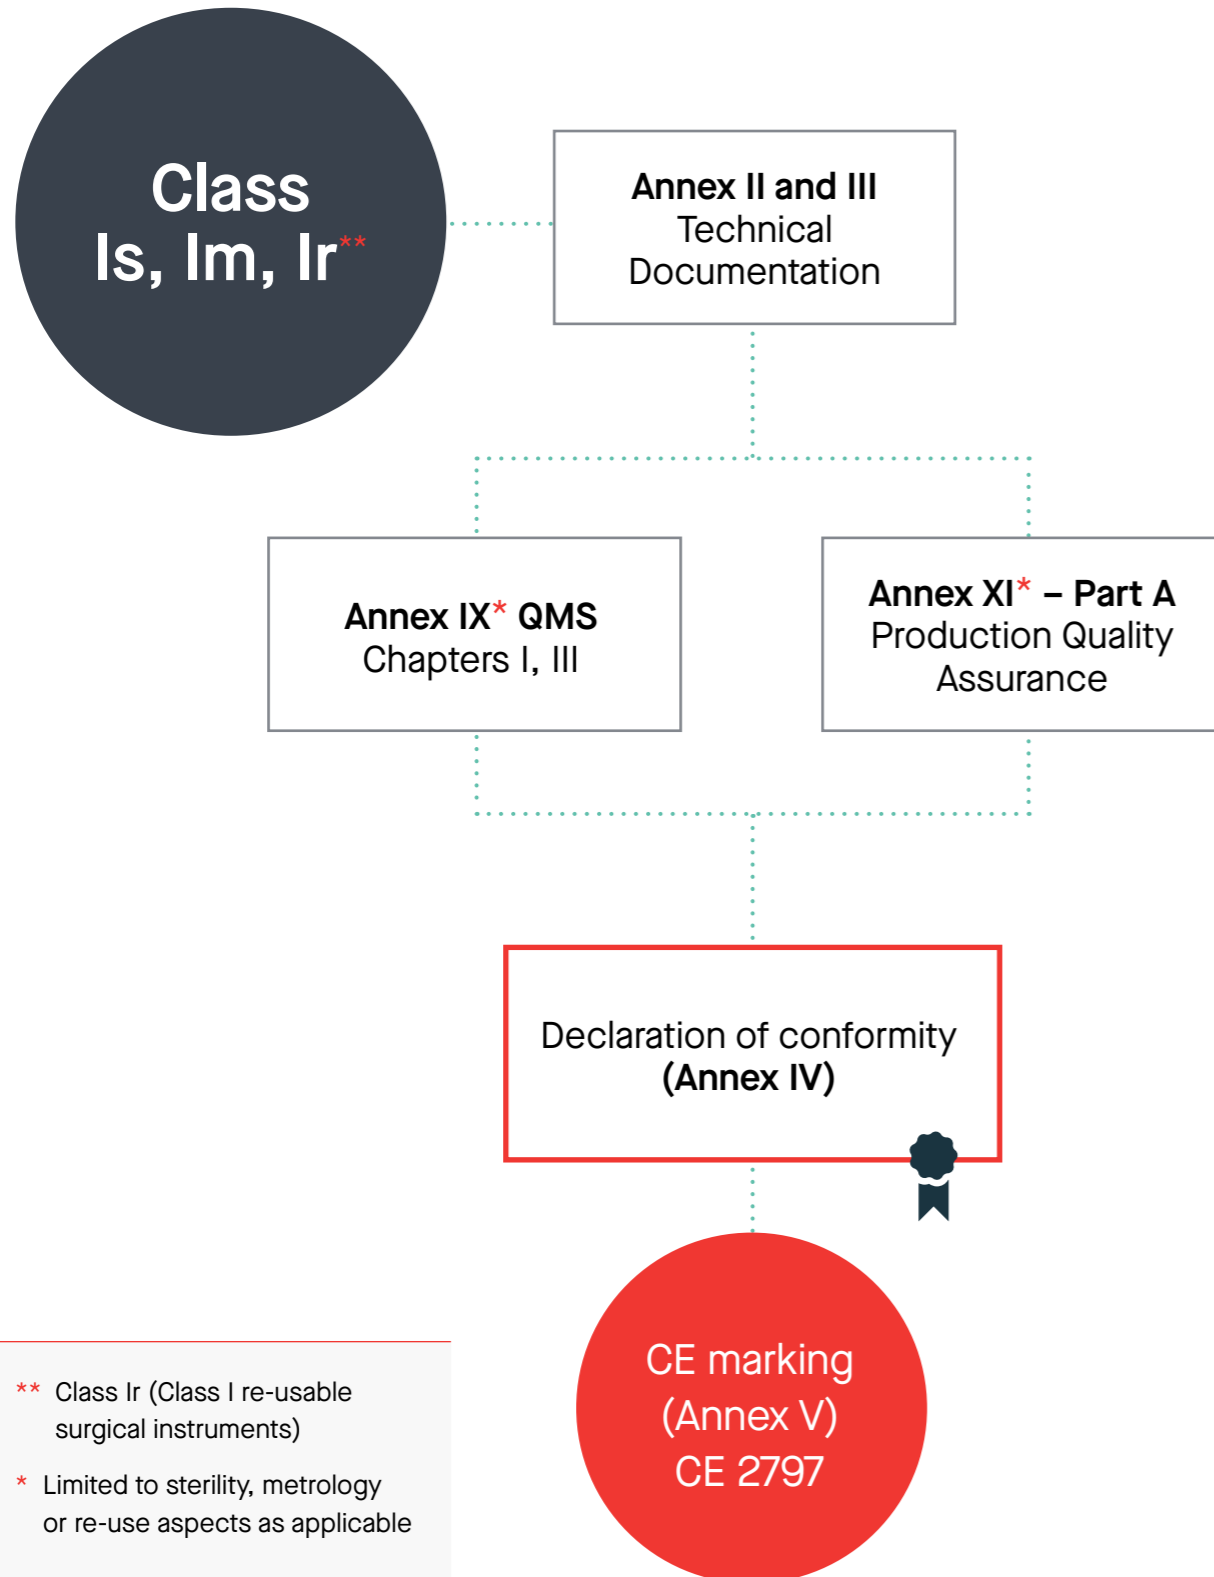 Class
Is, Im, Ir**
Annex II and III
Technical
Documentation
Annex IX* QMS
Chapters I, III
Annex XI* – Part A
Production Quality
Assurance
Declaration of conformity
(Annex IV)
CE marking
(Annex V)
CE 2797
** Class Ir (Class I re-usable
surgical instruments)
* Limited to sterility, metrology
or re-use aspects as applicable